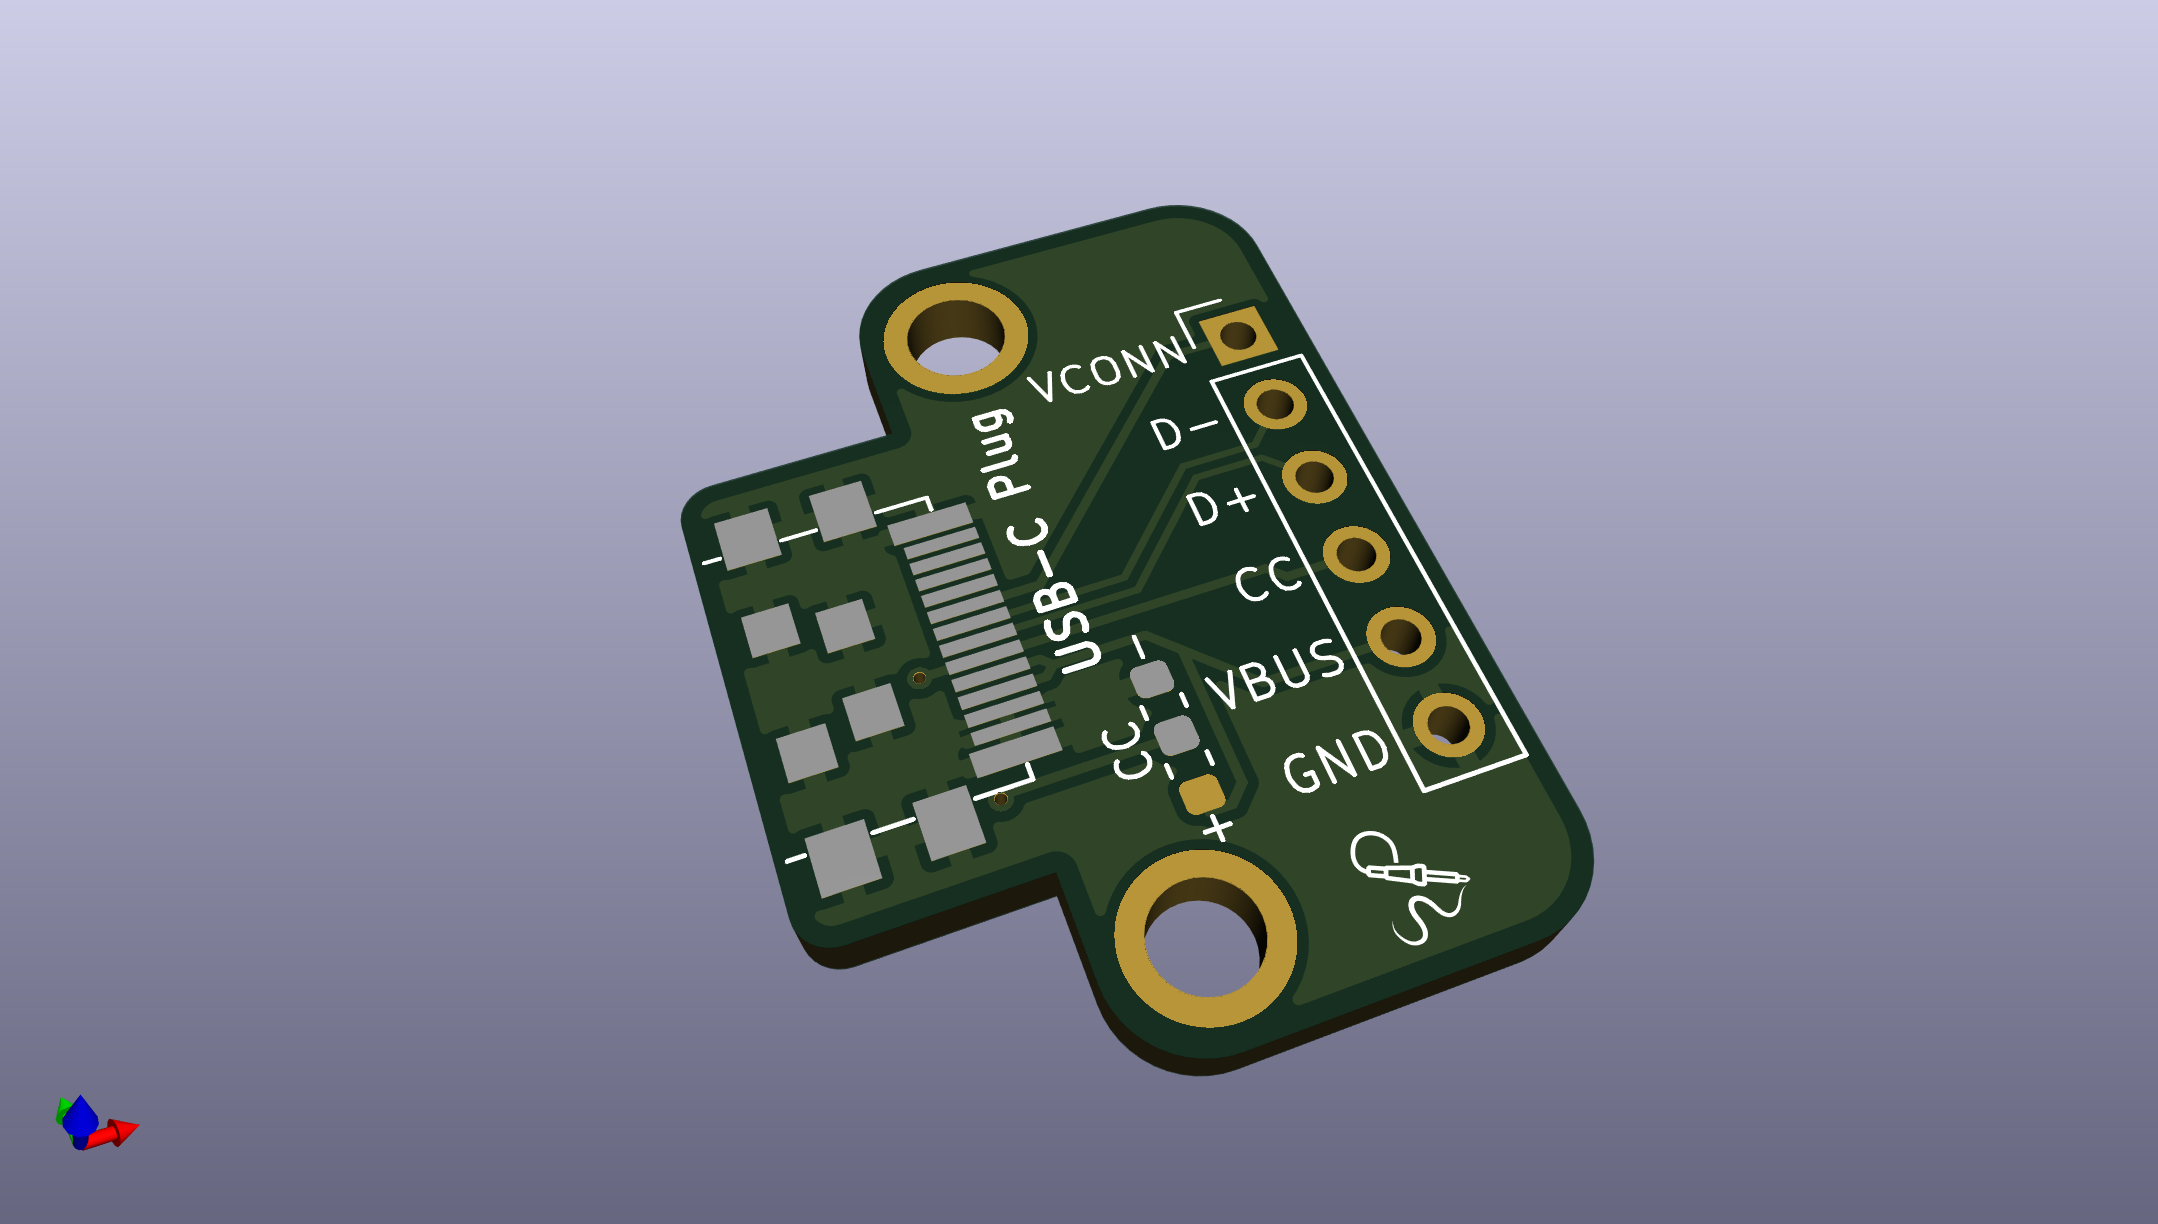 VCONN
D-
D+
CC
VBUS
GND
USB-C Plug
CC
+